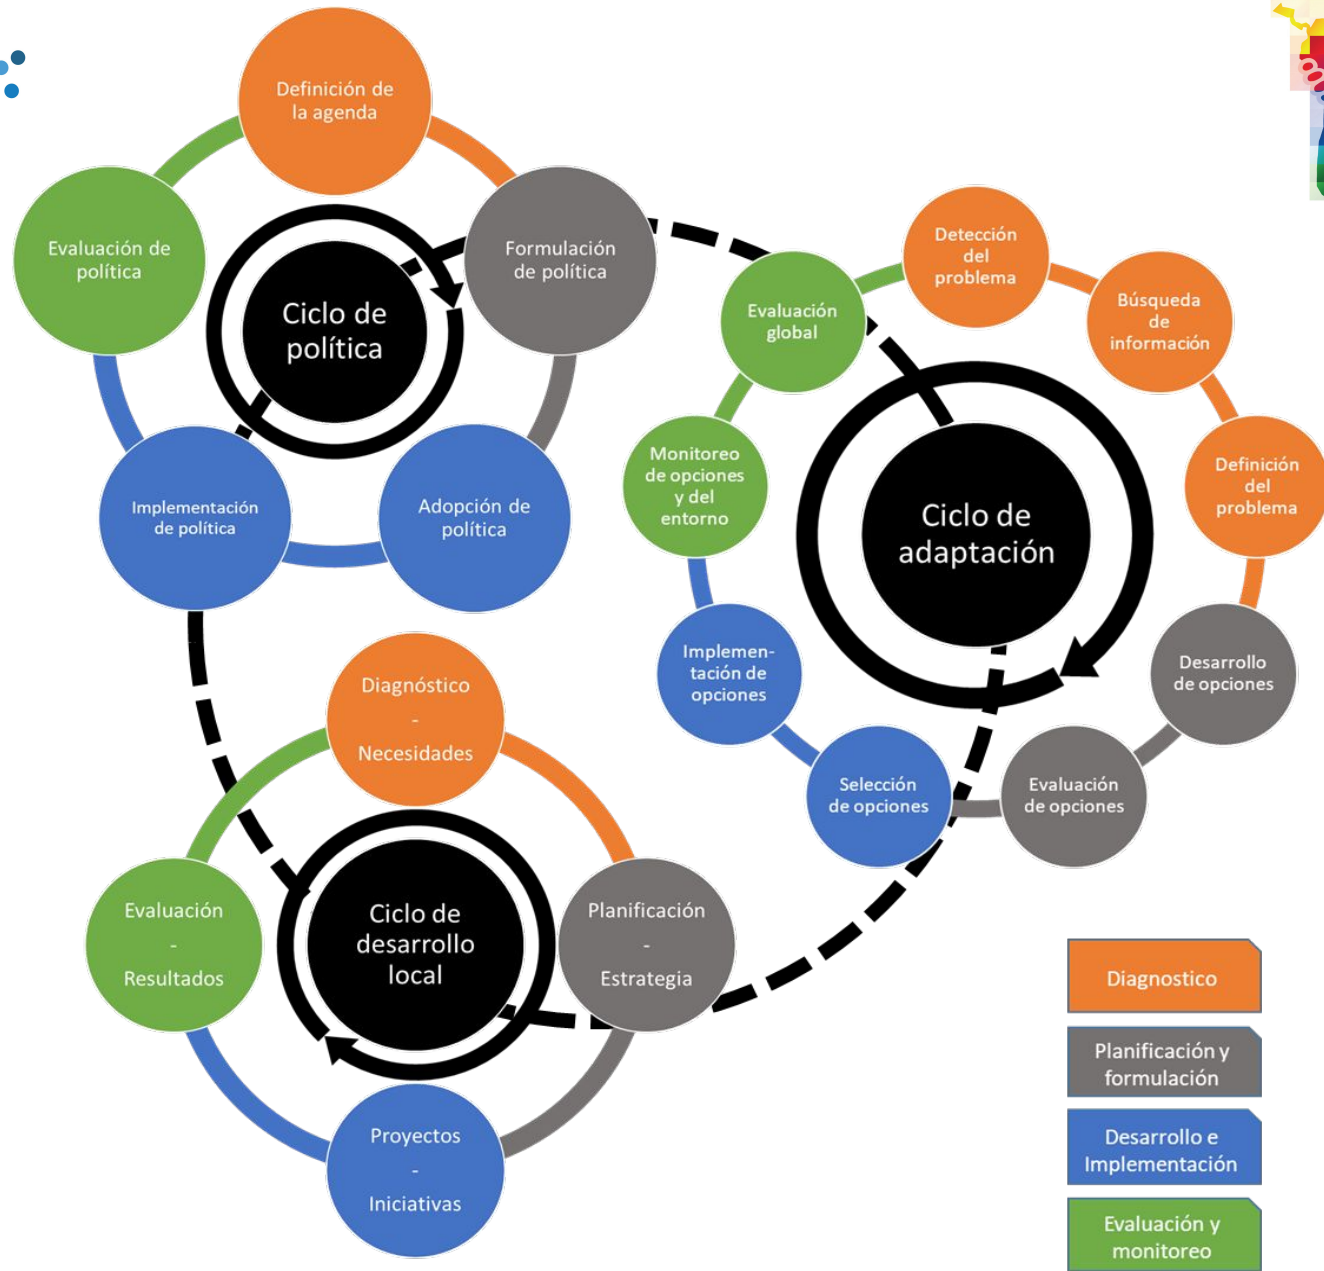 Definición de
la agenda
Formulación
de política
Adopción de
política
Implementación
de política
Evaluación de
política
Ciclo de
política
Detección
del
problema
Búsqueda
de
información
Definición
del
problema
Desarrollo
de opciones
Evaluación
de opciones
Selección
de opciones
Implemen-
tación de
opciones
Monitoreo
de opciones
y del
entorno
Evaluación
global
Ciclo de
adaptación
Diagnóstico
-
Necesidades
Planificación
-
Estrategia
Proyectos
-
Iniciativas
Evaluación
-
Resultados
Ciclo de
desarrollo
local
Diagnostico
Planificación y
formulación
Desarrollo e
Implementación
Evaluación y
monitoreo